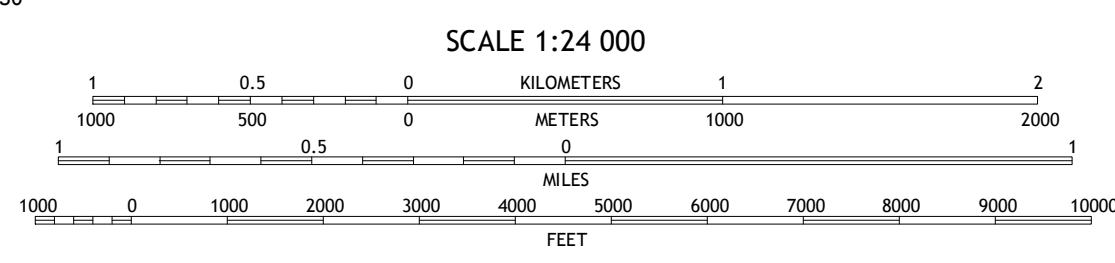 SCALE 1:24 000
1 0.5 0 KILOMETERS 1 2
1000 500 0 METERS 1000 2000
1 0.5 0 1
MILES
1000 0 1000 2000 3000 4000 5000 6000 7000 8000 9000 10000
FEET